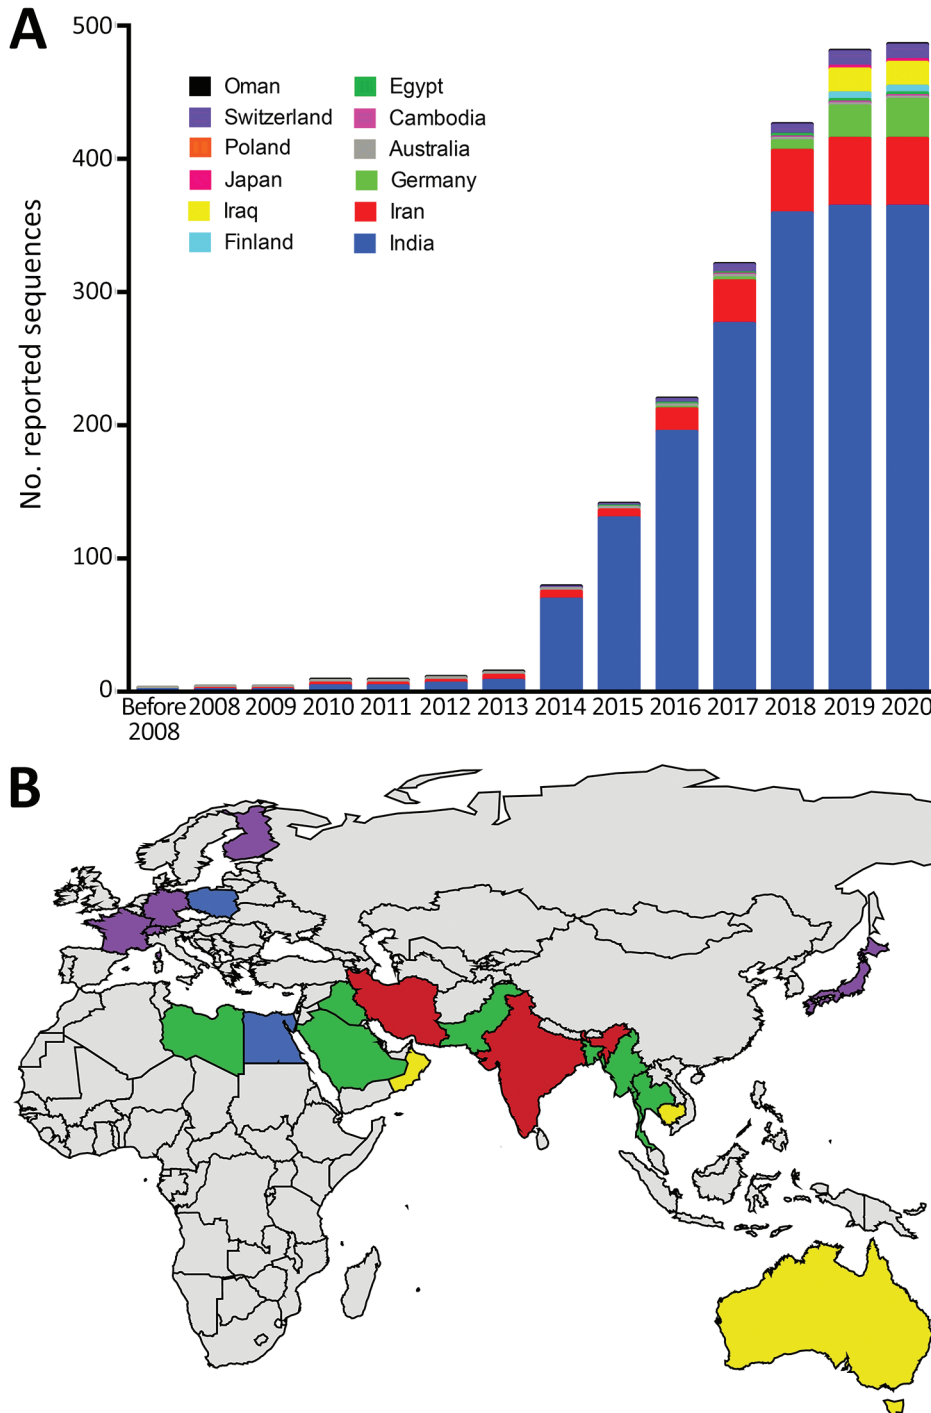 A
No. reported sequences
500
400
300
200
100
0
Oman
Switzerland
Poland
Japan
Iraq
Finland
Egypt
Cambodia
Australia
Germany
Iran
India
Before 2008 2009 2010 2011 2012 2013 2014 2015 2016 2017 2018 2019 2020
2008
B